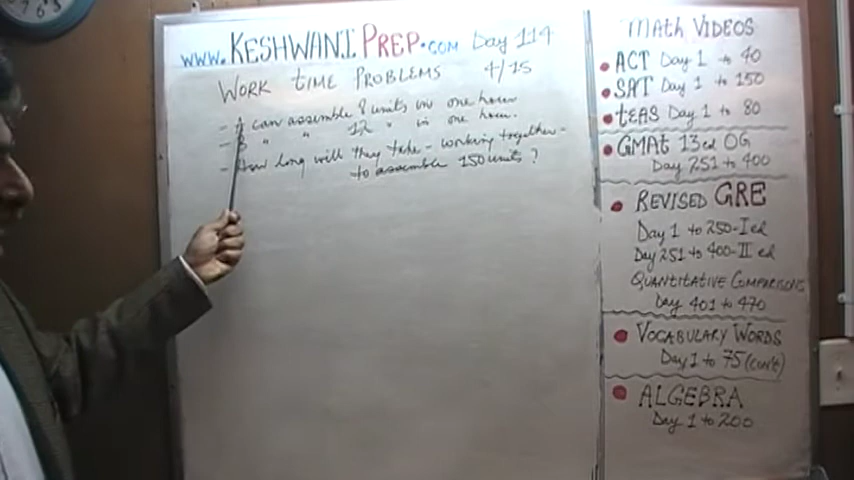 www.KESHWANIPREP.com Day 114
WORK TIME PROBLEMS 4/15
- A can assemble 8 units in one hour
- B " " 12 " in one hour.
- How long will they take - working together -
to assemble 150 units?
MATH VIDEOS
ACT Day 1 to 40
SAT Day 1 to 150
tEAS Day 1 to 80
GMAt 13ed OG
Day 251 to 400
REVISED GRE
Day 1 to 250-I ed
Day 251 to 400-II ed
QUANTITATIVE COMPARISONS
Day 401 to 470
VOCABULARY WORDS
Day 1 to 75 (con't)
ALGEBRA
Day 1 to 200